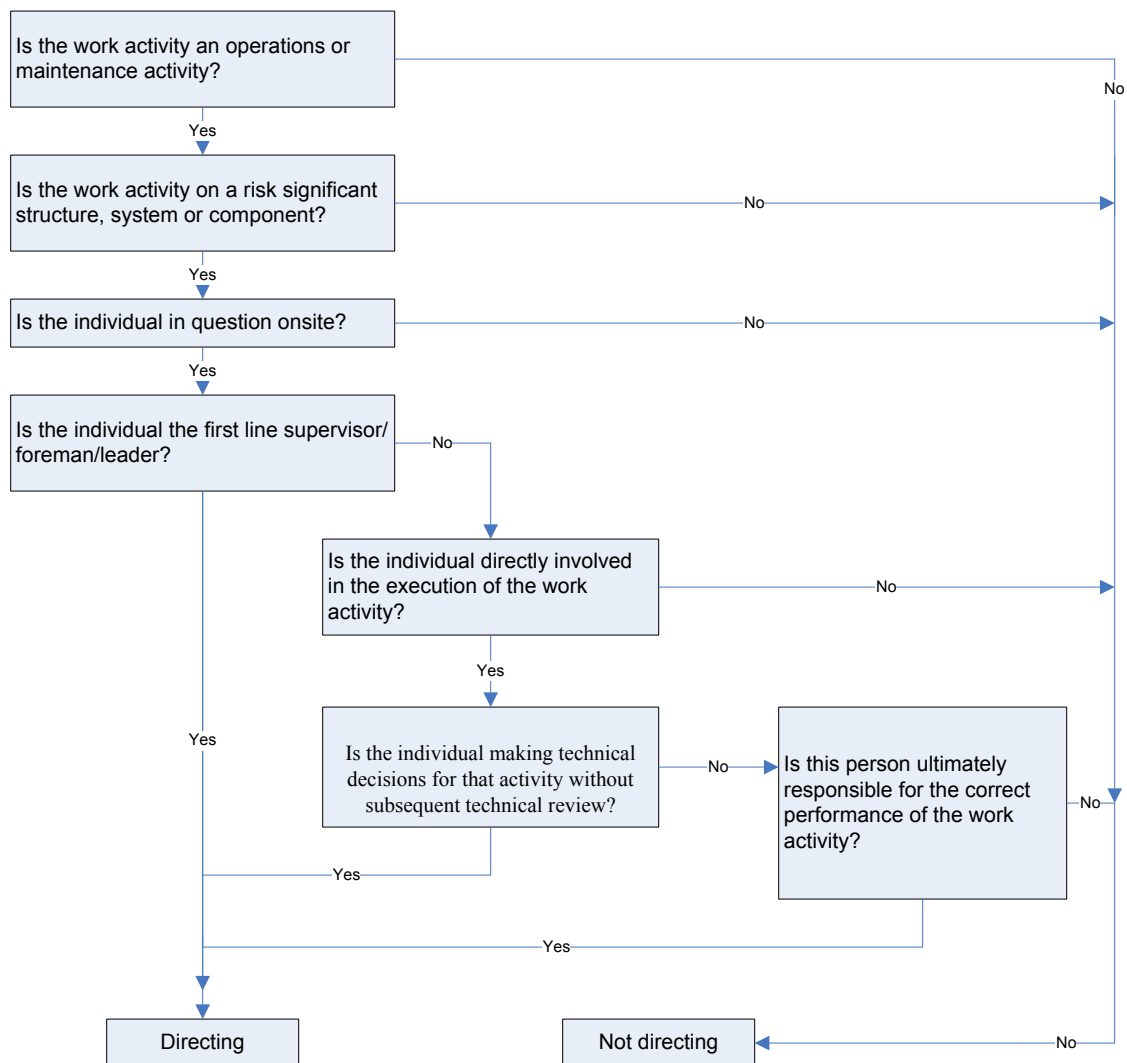 Is the work activity an operations or
maintenance activity?
No
Yes
Is the work activity on a risk significant
structure, system or component?
No
Yes
Is the individual in question onsite?
No
Yes
Is the individual the first line supervisor/
foreman/leader?
No
Is the individual directly involved
in the execution of the work
activity?
No
Yes
Yes
Is the individual making technical
decisions for that activity without
subsequent technical review?
No
Is this person ultimately
responsible for the correct
performance of the work
activity?
No
Yes
Yes
Directing
Not directing
No